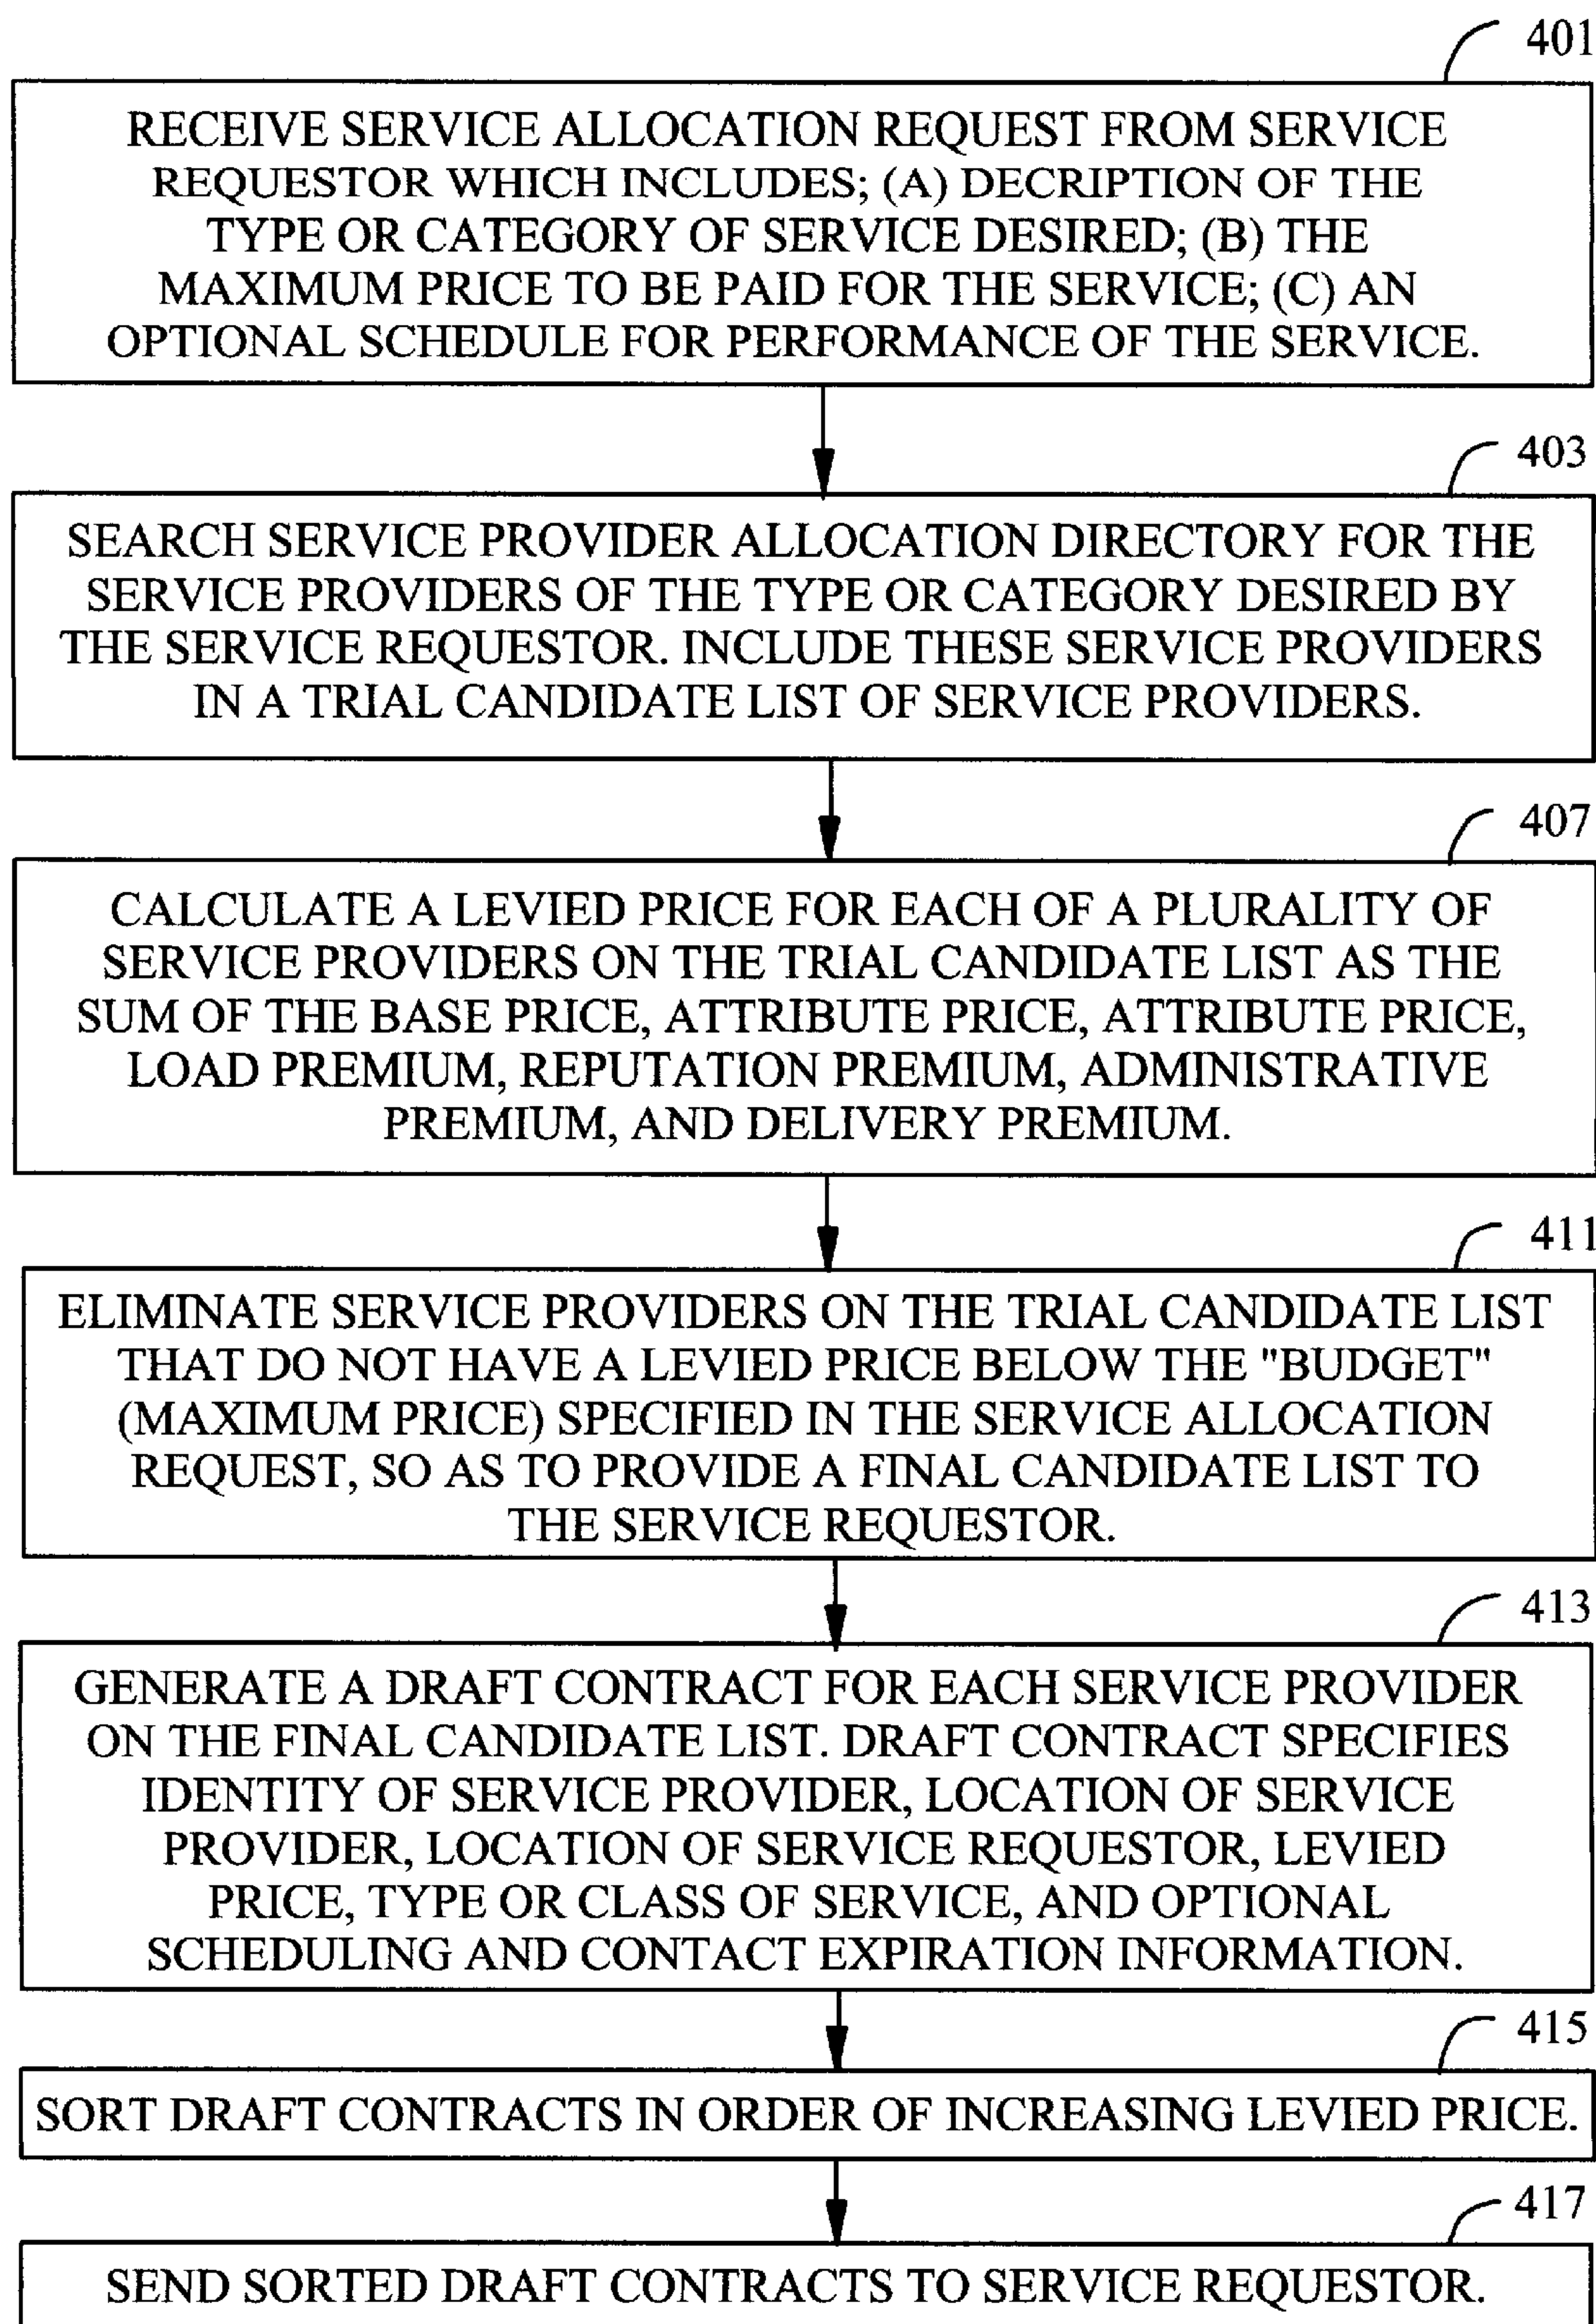 401
RECEIVE SERVICE ALLOCATION REQUEST FROM SERVICE
REQUESTOR WHICH INCLUDES; (A) DECRIPTION OF THE
TYPE OR CATEGORY OF SERVICE DESIRED; (B) THE
MAXIMUM PRICE TO BE PAID FOR THE SERVICE; (C) AN
OPTIONAL SCHEDULE FOR PERFORMANCE OF THE SERVICE.
403
SEARCH SERVICE PROVIDER ALLOCATION DIRECTORY FOR THE
SERVICE PROVIDERS OF THE TYPE OR CATEGORY DESIRED BY
THE SERVICE REQUESTOR. INCLUDE THESE SERVICE PROVIDERS
IN A TRIAL CANDIDATE LIST OF SERVICE PROVIDERS.
407
CALCULATE A LEVIED PRICE FOR EACH OF A PLURALITY OF
SERVICE PROVIDERS ON THE TRIAL CANDIDATE LIST AS THE
SUM OF THE BASE PRICE, ATTRIBUTE PRICE, ATTRIBUTE PRICE,
LOAD PREMIUM, REPUTATION PREMIUM, ADMINISTRATIVE
PREMIUM, AND DELIVERY PREMIUM.
411
ELIMINATE SERVICE PROVIDERS ON THE TRIAL CANDIDATE LIST
THAT DO NOT HAVE A LEVIED PRICE BELOW THE "BUDGET"
(MAXIMUM PRICE) SPECIFIED IN THE SERVICE ALLOCATION
REQUEST, SO AS TO PROVIDE A FINAL CANDIDATE LIST TO
THE SERVICE REQUESTOR.
413
GENERATE A DRAFT CONTRACT FOR EACH SERVICE PROVIDER
ON THE FINAL CANDIDATE LIST. DRAFT CONTRACT SPECIFIES
IDENTITY OF SERVICE PROVIDER, LOCATION OF SERVICE
PROVIDER, LOCATION OF SERVICE REQUESTOR, LEVIED
PRICE, TYPE OR CLASS OF SERVICE, AND OPTIONAL
SCHEDULING AND CONTACT EXPIRATION INFORMATION.
415
SORT DRAFT CONTRACTS IN ORDER OF INCREASING LEVIED PRICE.
417
SEND SORTED DRAFT CONTRACTS TO SERVICE REQUESTOR.